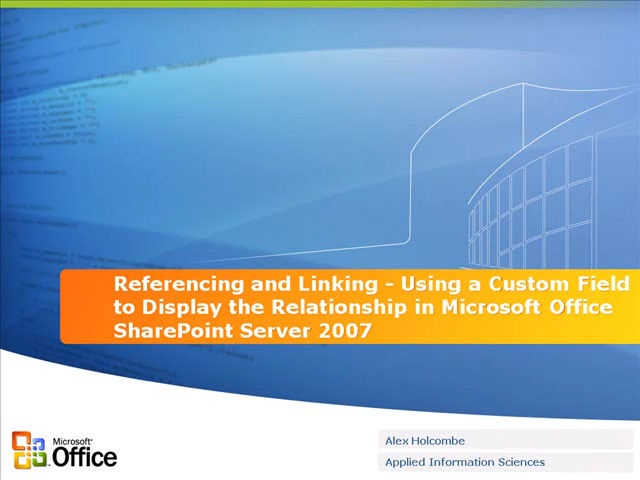 Referencing and Linking - Using a Custom Field
to Display the Relationship in Microsoft Office
SharePoint Server 2007
Microsoft
Office
Alex Holcombe
Applied Information Sciences